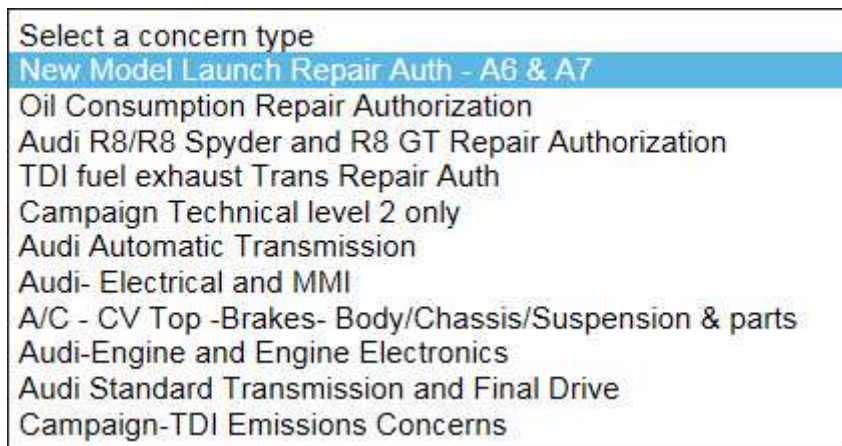 Select a concern type
New Model Launch Repair Auth - A6 & A7
Oil Consumption Repair Authorization
Audi R8/R8 Spyder and R8 GT Repair Authorization
TDI fuel exhaust Trans Repair Auth
Campaign Technical level 2 only
Audi Automatic Transmission
Audi- Electrical and MMI
A/C - CV Top -Brakes- Body/Chassis/Suspension & parts
Audi-Engine and Engine Electronics
Audi Standard Transmission and Final Drive
Campaign-TDI Emissions Concerns